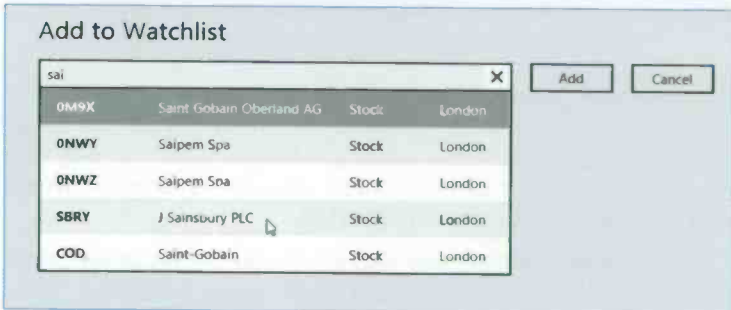 Add to Watchlist
sai ✕ Add Cancel
0M9X Saint Gobain Oberland AG Stock London
0NWY Saipem Spa Stock London
0NWZ Saipem Spa Stock London
SBRY J Sainsbury PLC Stock London
COD Saint-Gobain Stock London